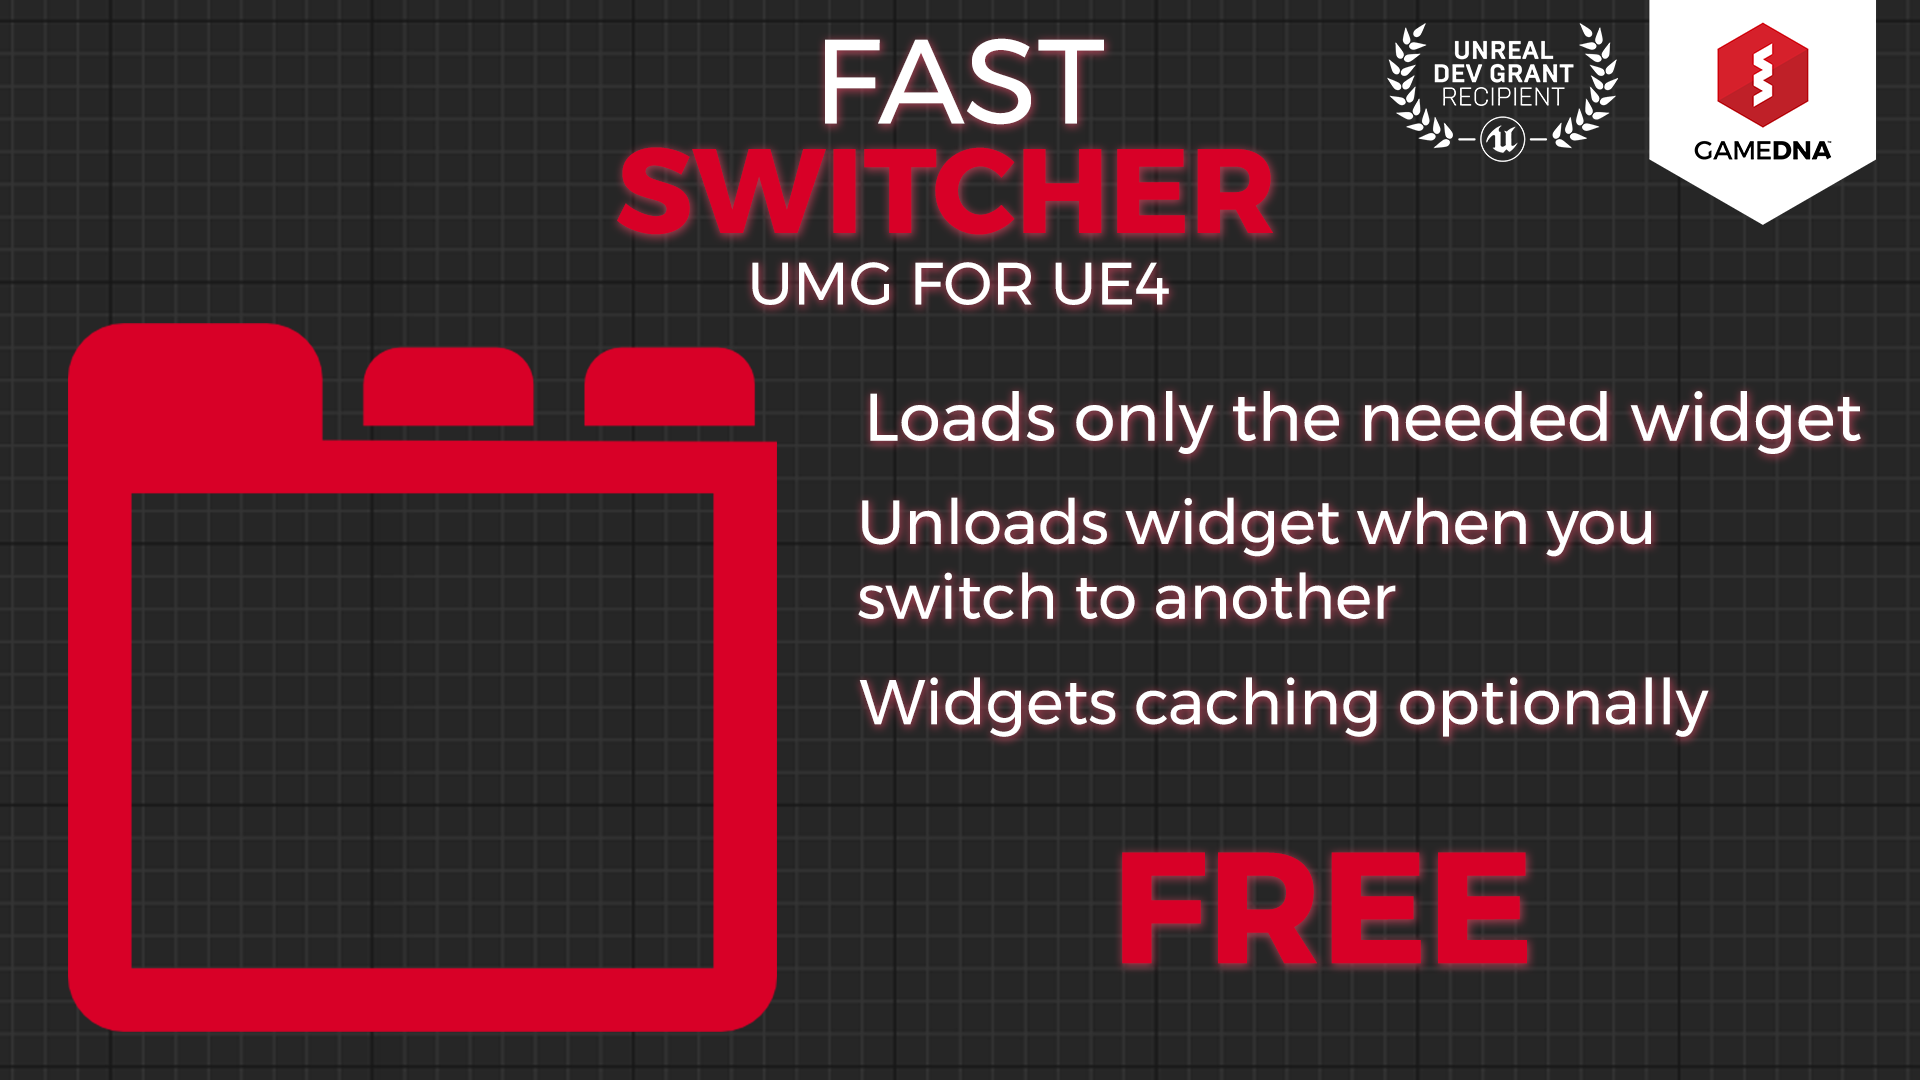 FAST
SWITCHER
UMG FOR UE4
UNREAL
DEV GRANT
RECIPIENT
GAMEDNA™
Loads only the needed widget
Unloads widget when you
switch to another
Widgets caching optionally
FREE